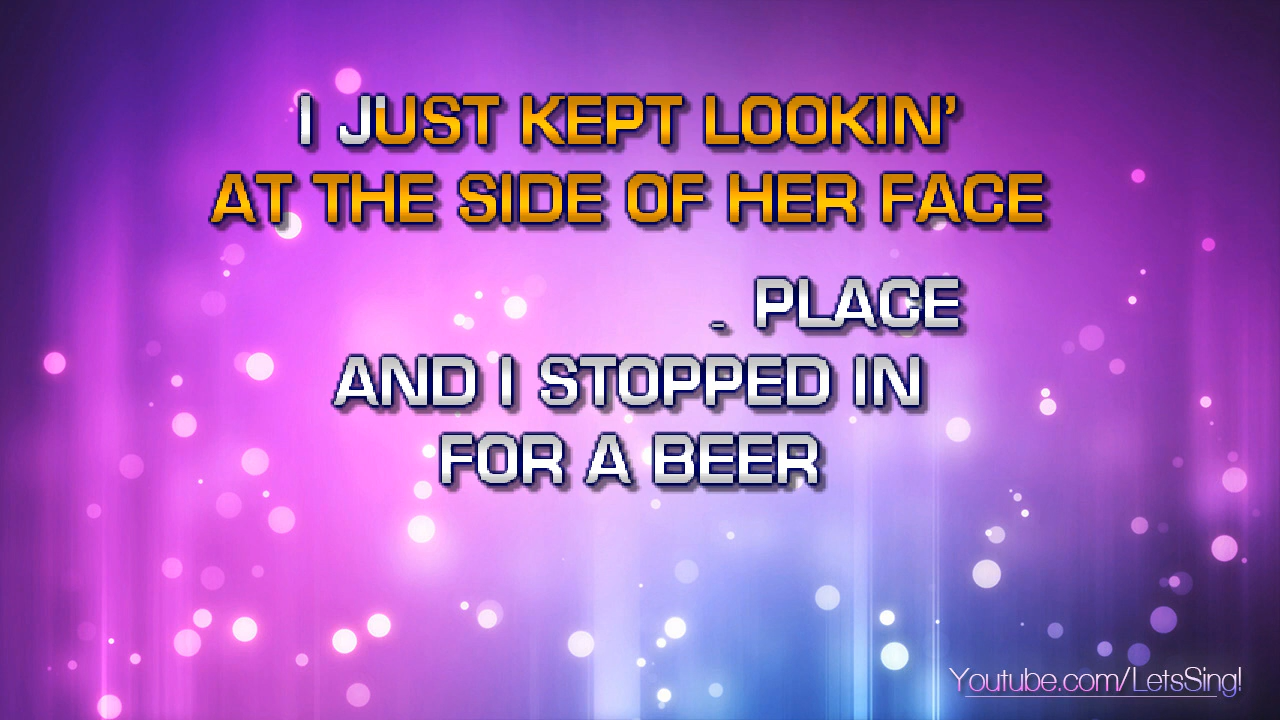 I JUST KEPT LOOKIN'
AT THE SIDE OF HER FACE
PLACE
AND I STOPPED IN
FOR A BEER
Youtube.com/LetsSing!